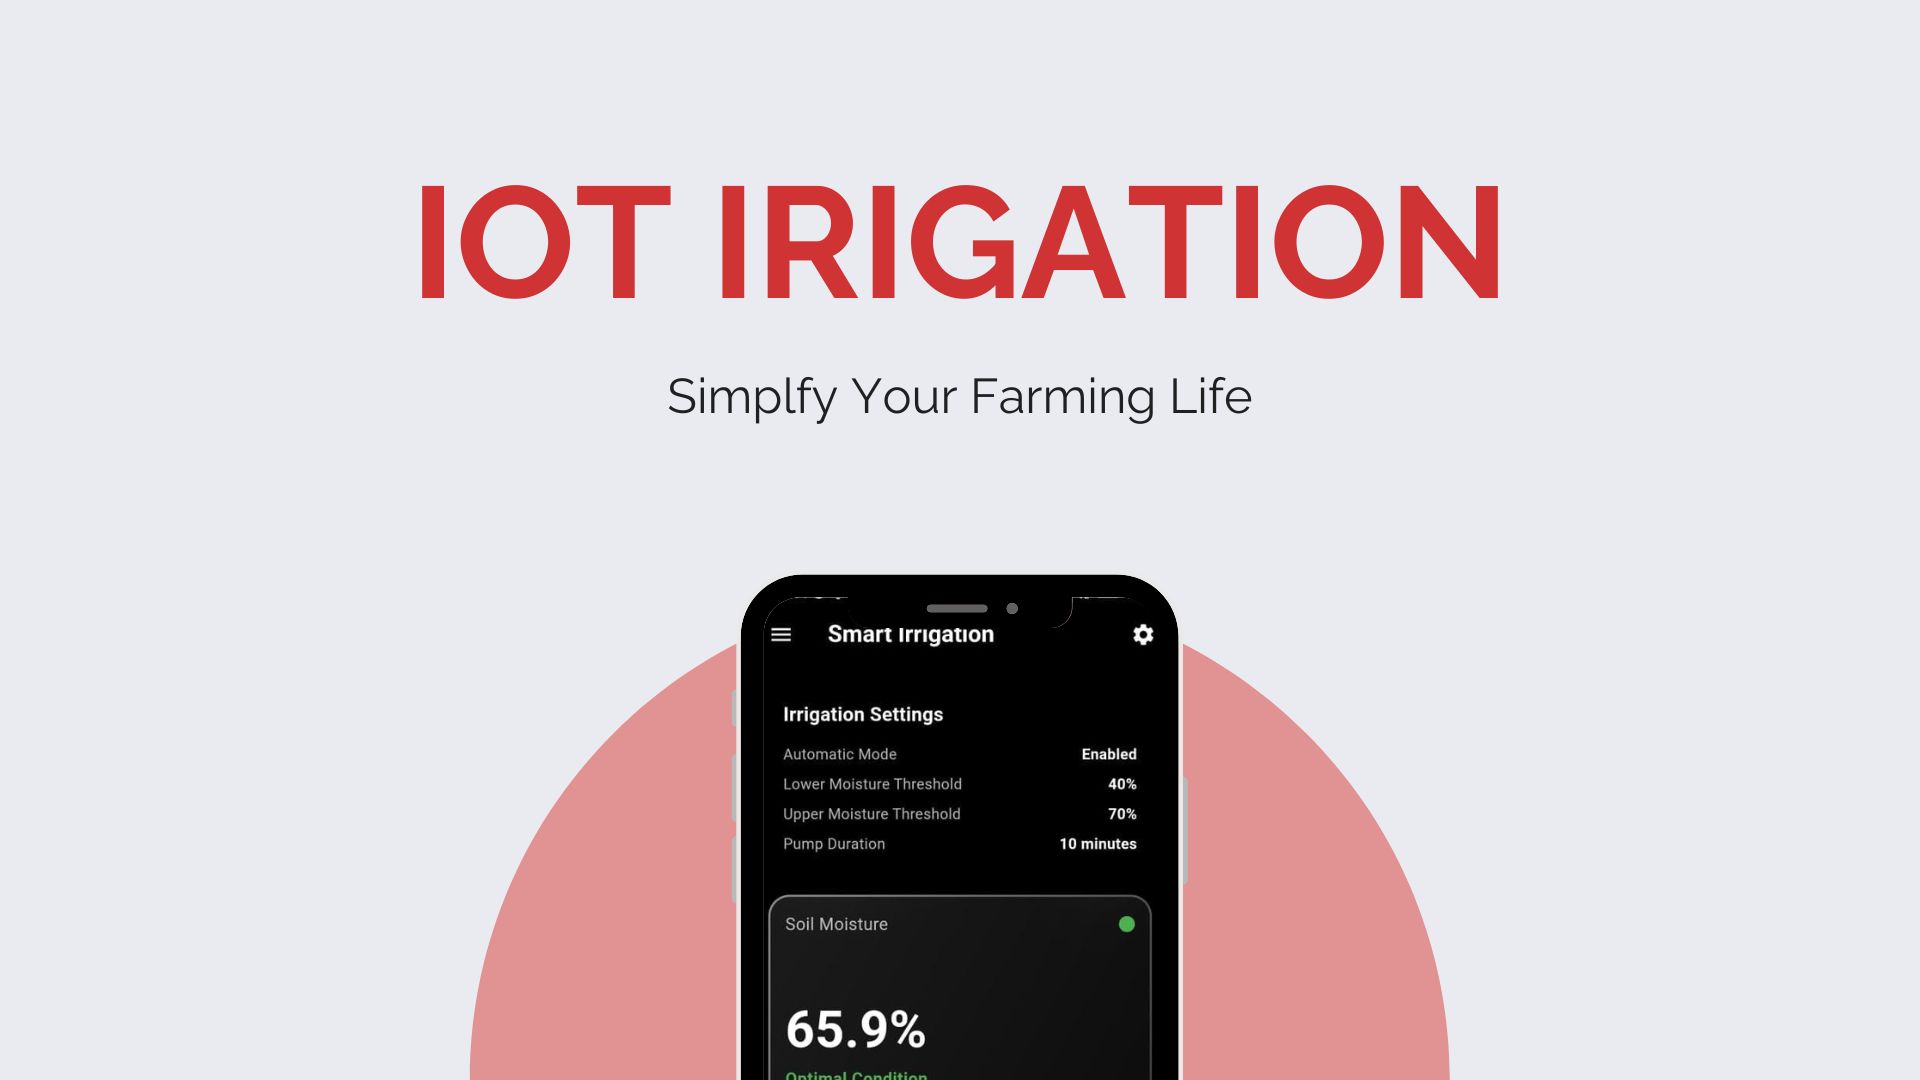 IOT IRIGATION
Simplfy Your Farming Life
Smart Irrigation
Irrigation Settings
Automatic Mode Enabled
Lower Moisture Threshold 40%
Upper Moisture Threshold 70%
Pump Duration 10 minutes
Soil Moisture
65.9%
Optimal Condition